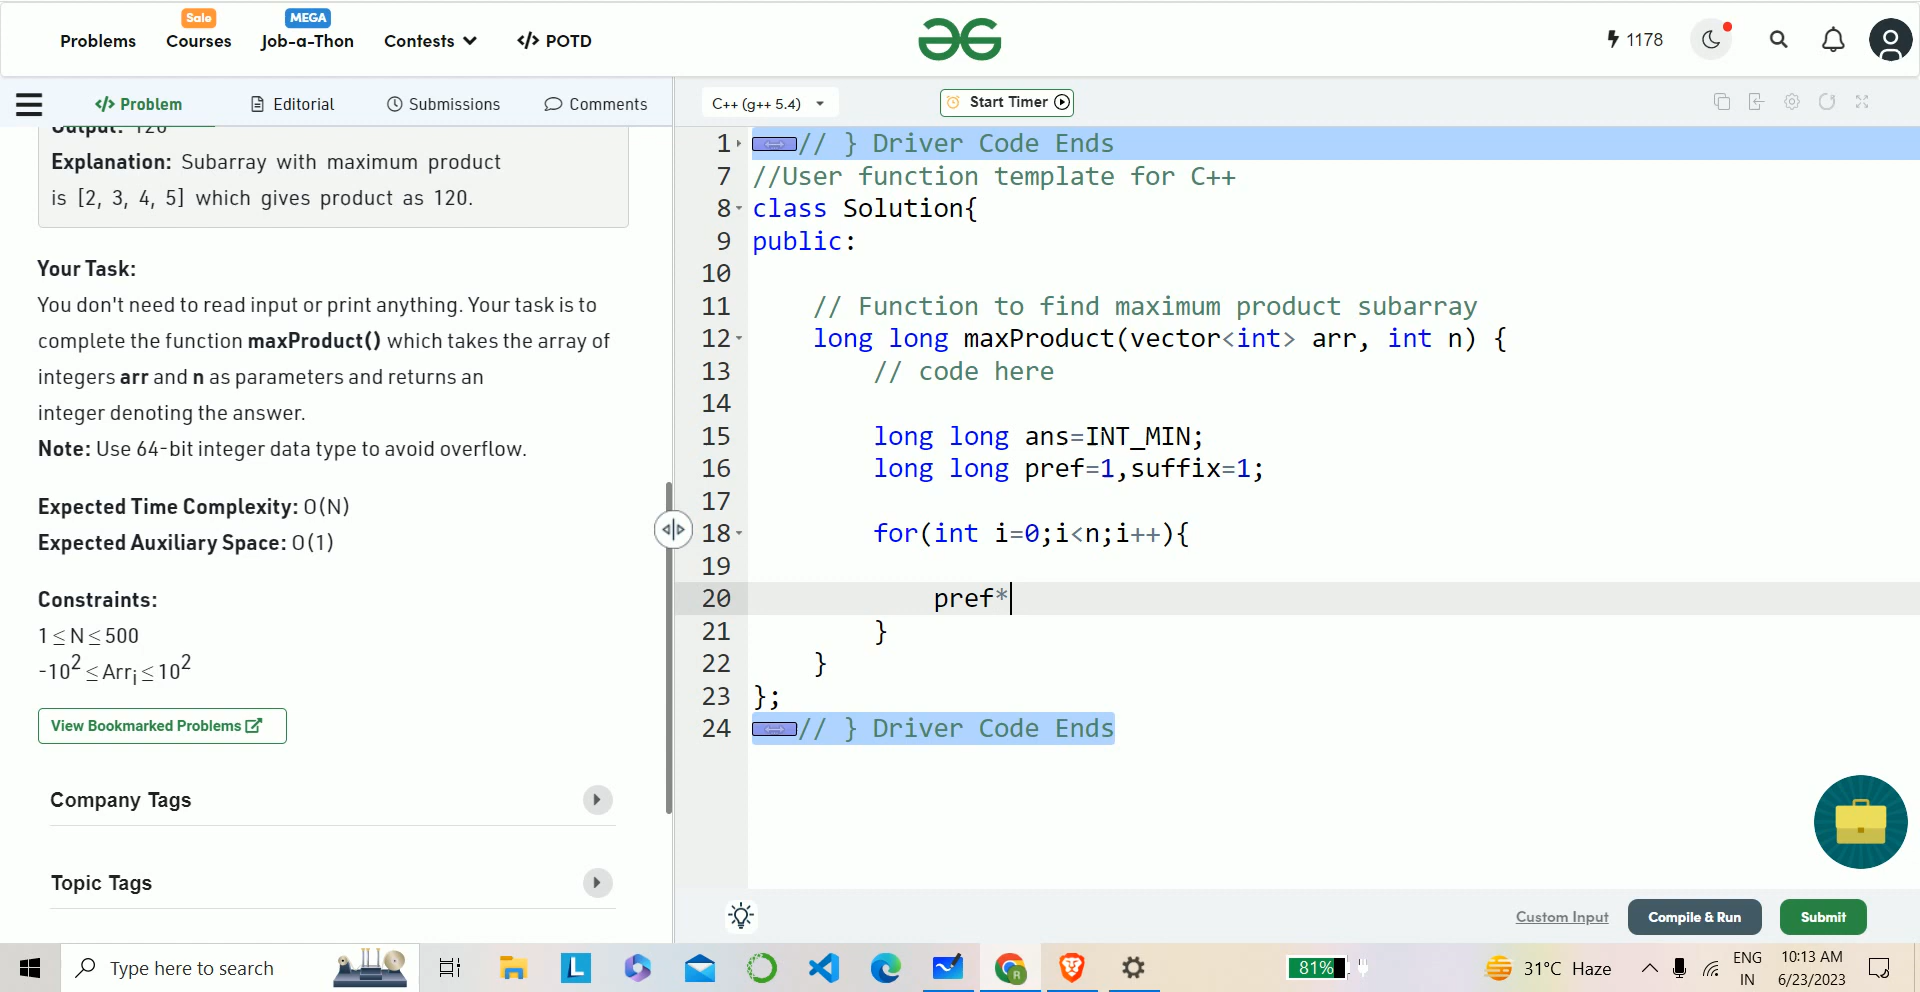 Sale
MEGA
Problems
Courses
Job-a-Thon
Contests
</> POTD
1178
</> Problem
Editorial
Submissions
Comments
C++ (g++ 5.4)
Start Timer
Output: 120
Explanation: Subarray with maximum product
is [2, 3, 4, 5] which gives product as 120.
Your Task:
You don't need to read input or print anything. Your task is to
complete the function maxProduct() which takes the array of
integers arr and n as parameters and returns an
integer denoting the answer.
Note: Use 64-bit integer data type to avoid overflow.
Expected Time Complexity: O(N)
Expected Auxiliary Space: O(1)
Constraints:
1 ≤ N ≤ 500
-10² ≤ Arrᵢ ≤ 10²
View Bookmarked Problems
Company Tags
Topic Tags
1 // } Driver Code Ends
7 //User function template for C++
8 class Solution{
9 public:
10
11 // Function to find maximum product subarray
12 long long maxProduct(vector<int> arr, int n) {
13 // code here
14
15 long long ans=INT_MIN;
16 long long pref=1,suffix=1;
17
18 for(int i=0;i<n;i++){
19
20 pref*
21 }
22 }
23 };
24 // } Driver Code Ends
Custom Input
Compile & Run
Submit
Type here to search
L
R
81%
31°C Haze
ENG
IN
10:13 AM
6/23/2023